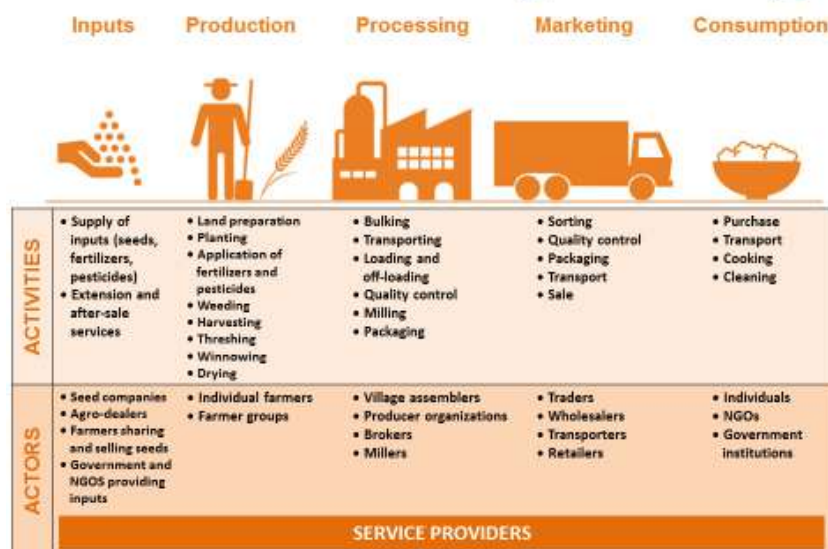 Inputs
Production
Processing
Marketing
Consumption
ACTIVITIES
• Supply of
inputs (seeds,
fertilizers,
pesticides)
• Extension and
after-sale
services
• Land preparation
• Planting
• Application of
fertilizers and
pesticides
• Weeding
• Harvesting
• Threshing
• Winnowing
• Drying
• Bulking
• Transporting
• Loading and
off-loading
• Quality control
• Milling
• Packaging
• Sorting
• Quality control
• Packaging
• Transport
• Sale
• Purchase
• Transport
• Cooking
• Cleaning
ACTORS
• Seed companies
• Agro-dealers
• Farmers sharing
and selling seeds
• Government and
NGOS providing
inputs
• Individual farmers
• Farmer groups
• Village assemblers
• Producer organizations
• Brokers
• Millers
• Traders
• Wholesalers
• Transporters
• Retailers
• Individuals
• NGOs
• Government
institutions
SERVICE PROVIDERS